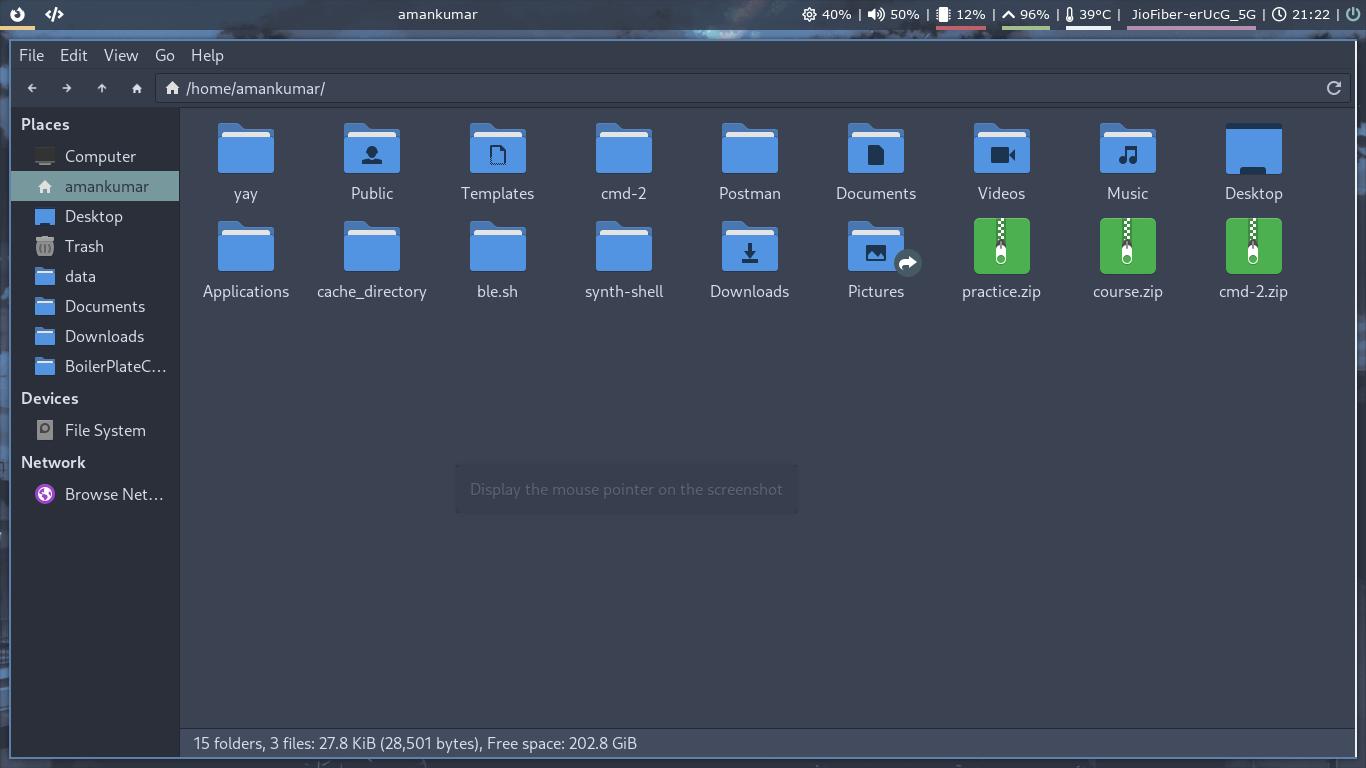 amankumar 40% | 50% | 12% | 96% | 39°C | JioFiber-erUcG_5G | 21:22 |
File Edit View Go Help
/home/amankumar/
Places
Computer
amankumar
Desktop
Trash
data
Documents
Downloads
BoilerPlateC...
Devices
File System
Network
Browse Net...
yay Public Templates cmd-2 Postman Documents Videos Music Desktop
Applications cache_directory ble.sh synth-shell Downloads Pictures practice.zip course.zip cmd-2.zip
Display the mouse pointer on the screenshot
15 folders, 3 files: 27.8 KiB (28,501 bytes), Free space: 202.8 GiB